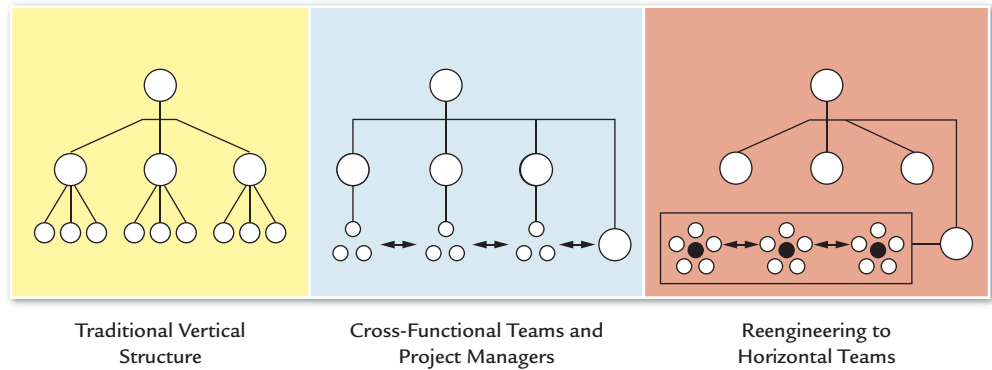 Traditional Vertical
Structure
Cross-Functional Teams and
Project Managers
Reengineering to
Horizontal Teams